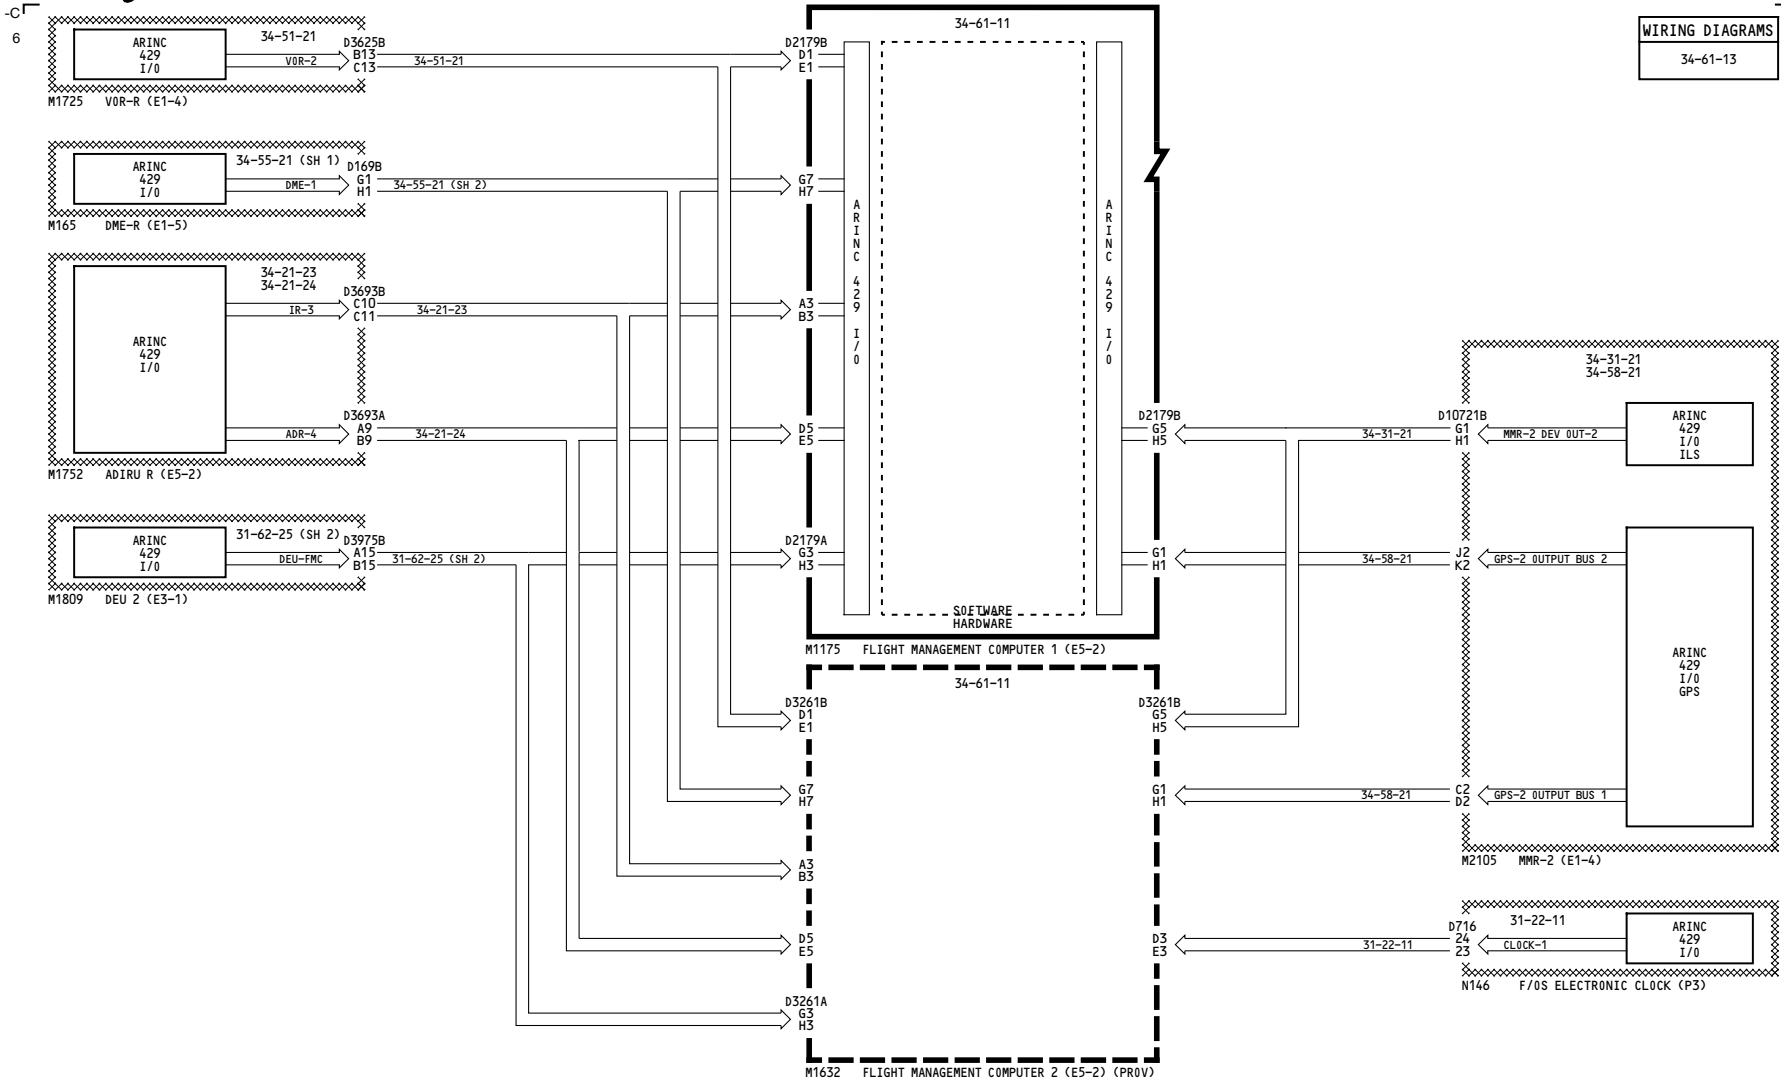 -C
6
34-51-21
ARINC
429
I/O
VOR-2
D3625B
B13
C13
34-51-21
M1725 VOR-R (E1-4)
34-55-21 (SH 1)
ARINC
429
I/O
DME-1
D169B
G1
H1
34-55-21 (SH 2)
M165 DME-R (E1-5)
34-21-23
34-21-24
ARINC
429
I/O
IR-3
D3693B
C10
C11
34-21-23
ADR-4
D3693A
A9
B9
34-21-24
M1752 ADIRU R (E5-2)
31-62-25 (SH 2)
ARINC
429
I/O
DEU-FMC
D3975B
A15
B15
31-62-25 (SH 2)
M1809 DEU 2 (E3-1)
34-61-11
D2179B
D1
E1
G7
H7
A3
B3
D5
E5
D2179A
G3
H3
ARINC 429 I/O
ARINC 429 I/O
SOFTWARE
HARDWARE
D2179B
G5
H5
G1
H1
M1175 FLIGHT MANAGEMENT COMPUTER 1 (E5-2)
34-61-11
D3261B
D1
E1
G7
H7
A3
B3
D5
E5
D3261A
G3
H3
D3261B
G5
H5
G1
H1
D3
E3
M1632 FLIGHT MANAGEMENT COMPUTER 2 (E5-2) (PROV)
WIRING DIAGRAMS
34-61-13
34-31-21
34-58-21
34-31-21
D10721B
G1
H1
MMR-2 DEV OUT-2
ARINC
429
I/O
ILS
34-58-21
J2
K2
GPS-2 OUTPUT BUS 2
ARINC
429
I/O
GPS
34-58-21
C2
D2
GPS-2 OUTPUT BUS 1
M2105 MMR-2 (E1-4)
31-22-11
31-22-11
D716
24
23
CLOCK-1
ARINC
429
I/O
N146 F/OS ELECTRONIC CLOCK (P3)